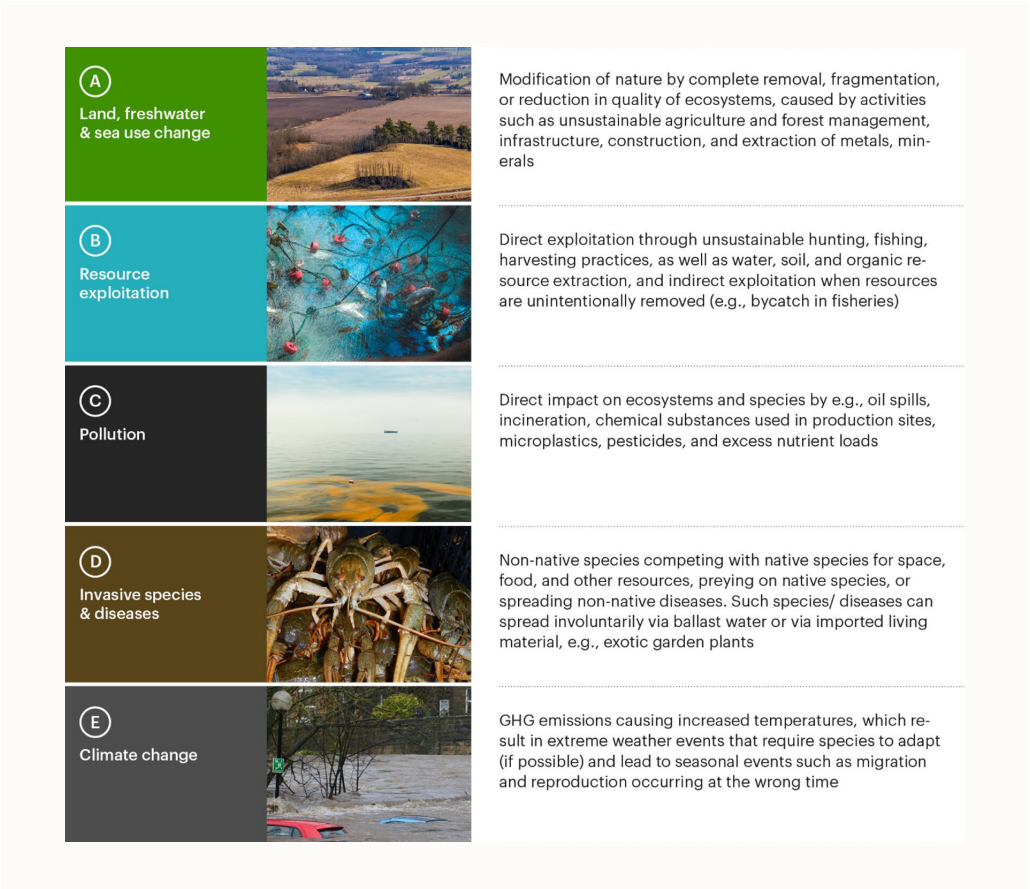 A
Land, freshwater
& sea use change
Modification of nature by complete removal, fragmentation,
or reduction in quality of ecosystems, caused by activities
such as unsustainable agriculture and forest management,
infrastructure, construction, and extraction of metals, min-
erals
B
Resource
exploitation
Direct exploitation through unsustainable hunting, fishing,
harvesting practices, as well as water, soil, and organic re-
source extraction, and indirect exploitation when resources
are unintentionally removed (e.g., bycatch in fisheries)
C
Pollution
Direct impact on ecosystems and species by e.g., oil spills,
incineration, chemical substances used in production sites,
microplastics, pesticides, and excess nutrient loads
D
Invasive species
& diseases
Non-native species competing with native species for space,
food, and other resources, preying on native species, or
spreading non-native diseases. Such species/ diseases can
spread involuntarily via ballast water or via imported living
material, e.g., exotic garden plants
E
Climate change
GHG emissions causing increased temperatures, which re-
sult in extreme weather events that require species to adapt
(if possible) and lead to seasonal events such as migration
and reproduction occurring at the wrong time